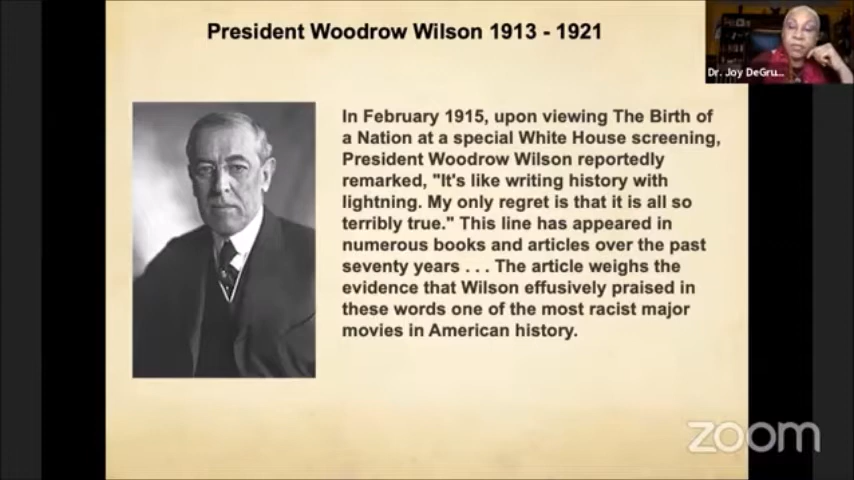 President Woodrow Wilson 1913 - 1921
Dr. Joy DeGru...
In February 1915, upon viewing The Birth of
a Nation at a special White House screening,
President Woodrow Wilson reportedly
remarked, "It's like writing history with
lightning. My only regret is that it is all so
terribly true." This line has appeared in
numerous books and articles over the past
seventy years . . . The article weighs the
evidence that Wilson effusively praised in
these words one of the most racist major
movies in American history.
zoom